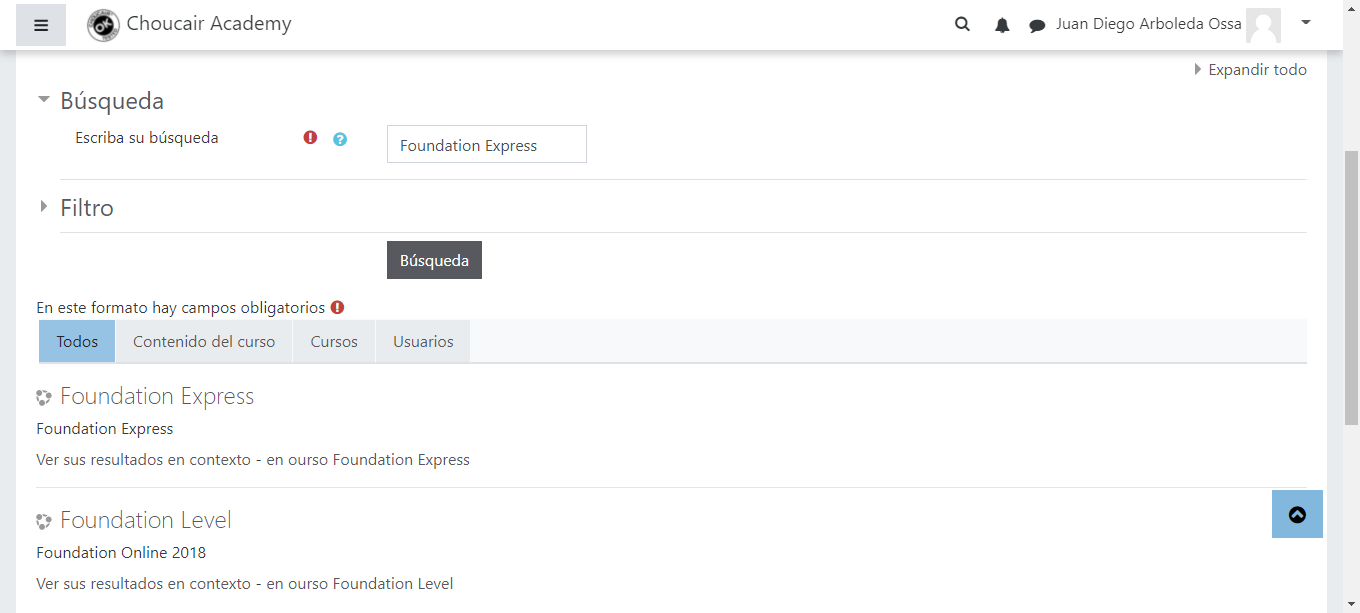 Choucair Academy
Juan Diego Arboleda Ossa
Expandir todo
Búsqueda
Escriba su búsqueda
Foundation Express
Filtro
Búsqueda
En este formato hay campos obligatorios
Todos
Contenido del curso
Cursos
Usuarios
Foundation Express
Foundation Express
Ver sus resultados en contexto - en ourso Foundation Express
Foundation Level
Foundation Online 2018
Ver sus resultados en contexto - en ourso Foundation Level